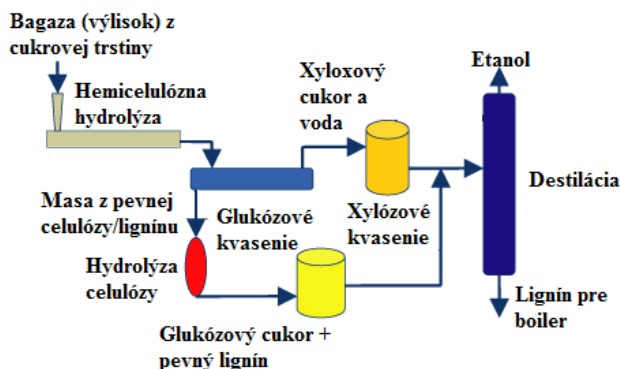 Bagaza (výlisok) z
cukrovej trstiny
Hemicelulózna
hydrolýza
Xyloxový
cukor a
voda
Etanol
Destilácia
Masa z pevnej
celulózy/lignínu
Glukózové
kvasenie
Xylózové
kvasenie
Hydrolýza
celulózy
Glukózový cukor +
pevný lignín
Lignín pre
boiler